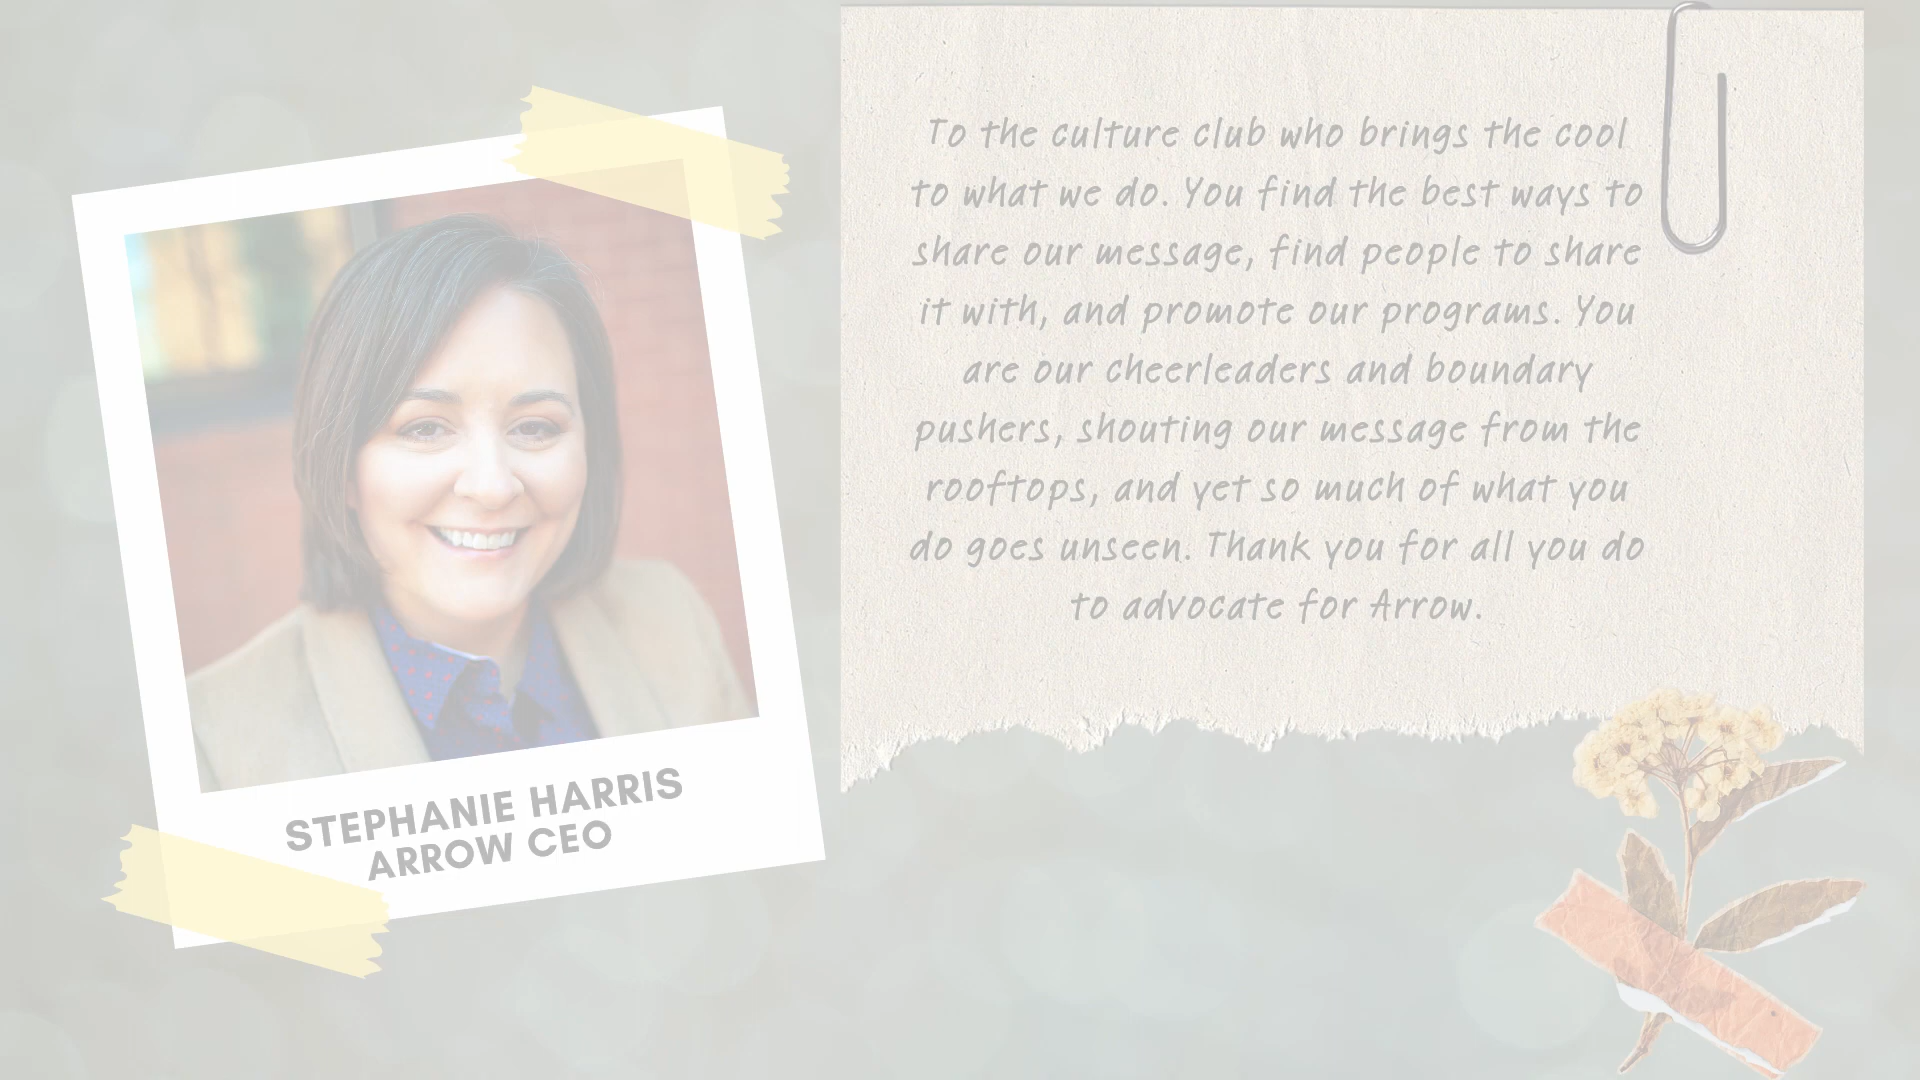 To the culture club who brings the cool
to what we do. You find the best ways to
share our message, find people to share
it with, and promote our programs. You
are our cheerleaders and boundary
pushers, shouting our message from the
rooftops, and yet so much of what you
do goes unseen. Thank you for all you do
to advocate for Arrow.
STEPHANIE HARRIS
ARROW CEO